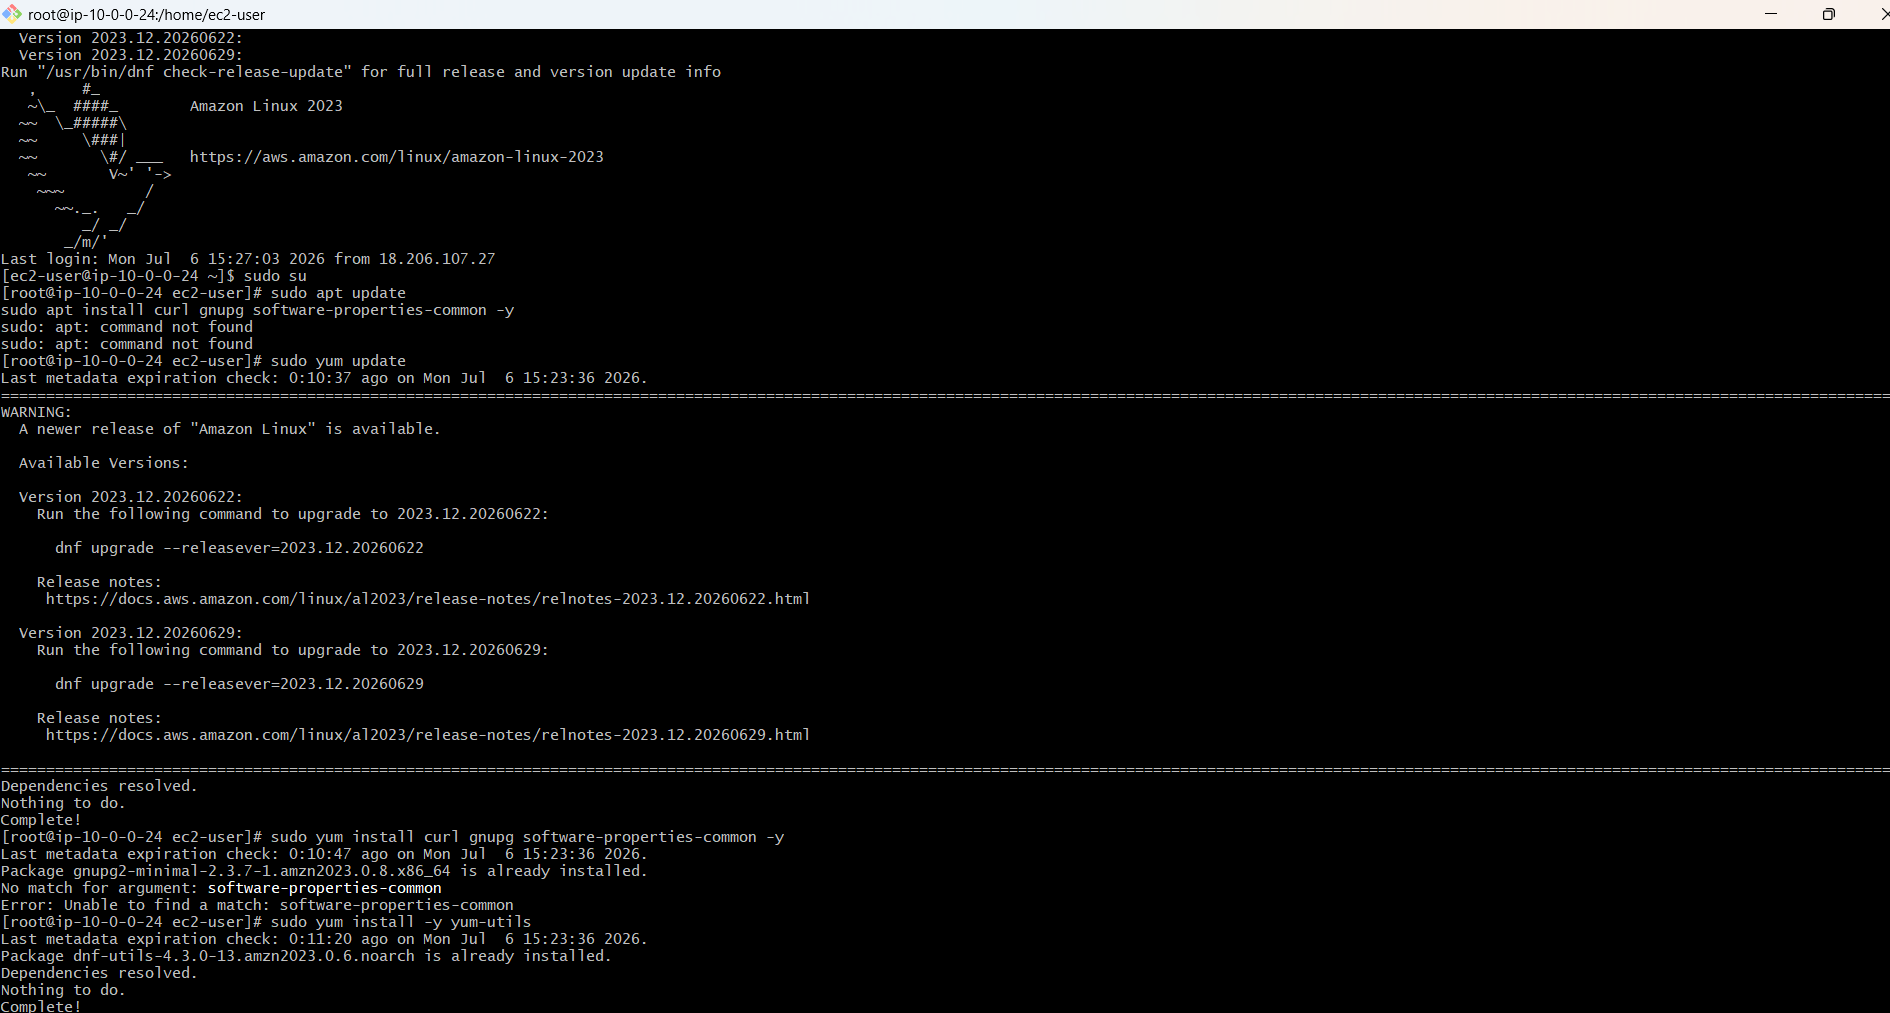 root@ip-10-0-0-24:/home/ec2-user
  Version 2023.12.20260622:
  Version 2023.12.20260629:
Run "/usr/bin/dnf check-release-update" for full release and version update info
   ,     #_
   ~\_  ####_        Amazon Linux 2023
  ~~  \_#####\
  ~~     \###|
  ~~       \#/ ___   https://aws.amazon.com/linux/amazon-linux-2023
   ~~       V~' '->
    ~~~         /
      ~~._.   _/
         _/ _/
       _/m/'
Last login: Mon Jul  6 15:27:03 2026 from 18.206.107.27
[ec2-user@ip-10-0-0-24 ~]$ sudo su
[root@ip-10-0-0-24 ec2-user]# sudo apt update
sudo apt install curl gnupg software-properties-common -y
sudo: apt: command not found
sudo: apt: command not found
[root@ip-10-0-0-24 ec2-user]# sudo yum update
Last metadata expiration check: 0:10:37 ago on Mon Jul  6 15:23:36 2026.
================================================================================
WARNING:
  A newer release of "Amazon Linux" is available.

  Available Versions:

  Version 2023.12.20260622:
    Run the following command to upgrade to 2023.12.20260622:

      dnf upgrade --releasever=2023.12.20260622

    Release notes:
     https://docs.aws.amazon.com/linux/al2023/release-notes/relnotes-2023.12.20260622.html

  Version 2023.12.20260629:
    Run the following command to upgrade to 2023.12.20260629:

      dnf upgrade --releasever=2023.12.20260629

    Release notes:
     https://docs.aws.amazon.com/linux/al2023/release-notes/relnotes-2023.12.20260629.html

================================================================================
Dependencies resolved.
Nothing to do.
Complete!
[root@ip-10-0-0-24 ec2-user]# sudo yum install curl gnupg software-properties-common -y
Last metadata expiration check: 0:10:47 ago on Mon Jul  6 15:23:36 2026.
Package gnupg2-minimal-2.3.7-1.amzn2023.0.8.x86_64 is already installed.
No match for argument: software-properties-common
Error: Unable to find a match: software-properties-common
[root@ip-10-0-0-24 ec2-user]# sudo yum install -y yum-utils
Last metadata expiration check: 0:11:20 ago on Mon Jul  6 15:23:36 2026.
Package dnf-utils-4.3.0-13.amzn2023.0.6.noarch is already installed.
Dependencies resolved.
Nothing to do.
Complete!